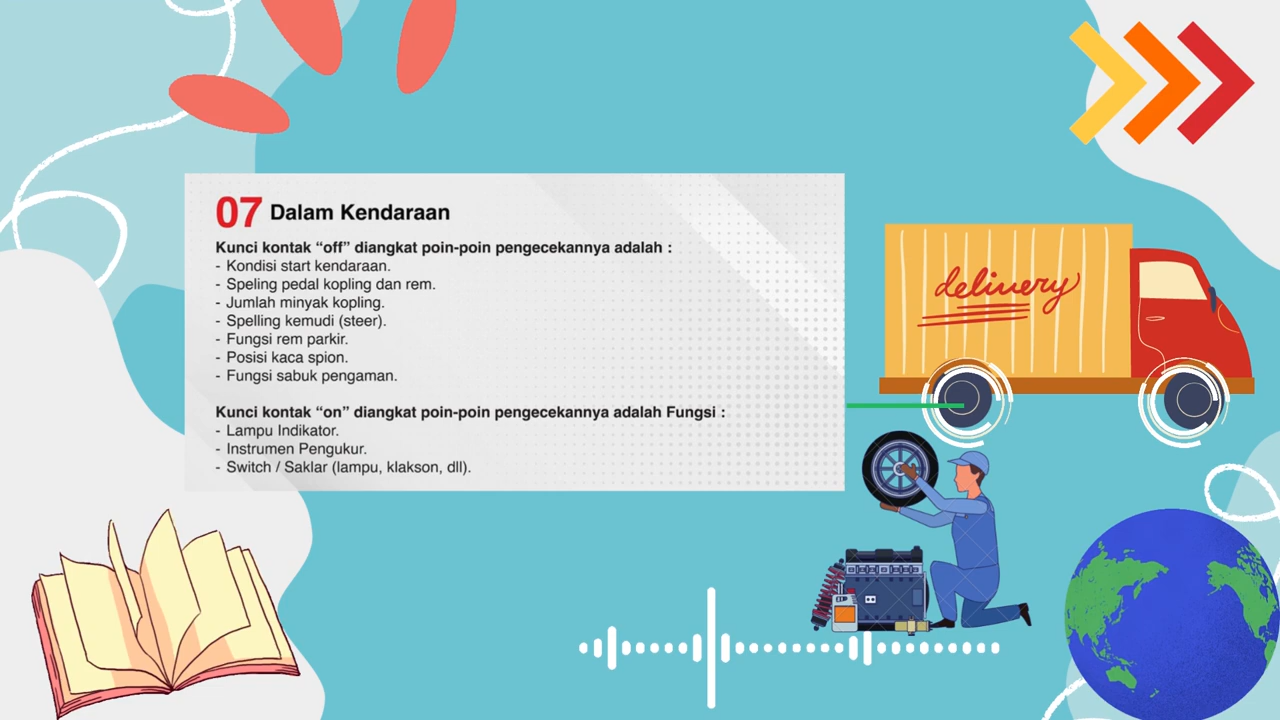 07 Dalam Kendaraan
Kunci kontak “off” diangkat poin-poin pengecekannya adalah :
- Kondisi start kendaraan.
- Speling pedal kopling dan rem.
- Jumlah minyak kopling.
- Spelling kemudi (steer).
- Fungsi rem parkir.
- Posisi kaca spion.
- Fungsi sabuk pengaman.
Kunci kontak “on” diangkat poin-poin pengecekannya adalah Fungsi :
- Lampu Indikator.
- Instrumen Pengukur.
- Switch / Saklar (lampu, klakson, dll).
delivery